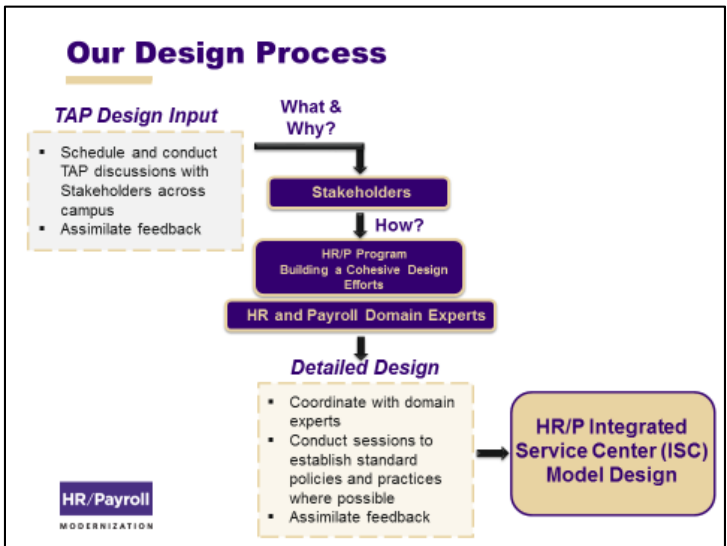 Our Design Process
TAP Design Input
▪ Schedule and conduct
TAP discussions with
Stakeholders across
campus
▪ Assimilate feedback
What &
Why?
Stakeholders
How?
HR/P Program
Building a Cohesive Design
Efforts
HR and Payroll Domain Experts
Detailed Design
▪ Coordinate with domain
experts
▪ Conduct sessions to
establish standard
policies and practices
where possible
▪ Assimilate feedback
HR/P Integrated
Service Center (ISC)
Model Design
HR/Payroll
MODERNIZATION